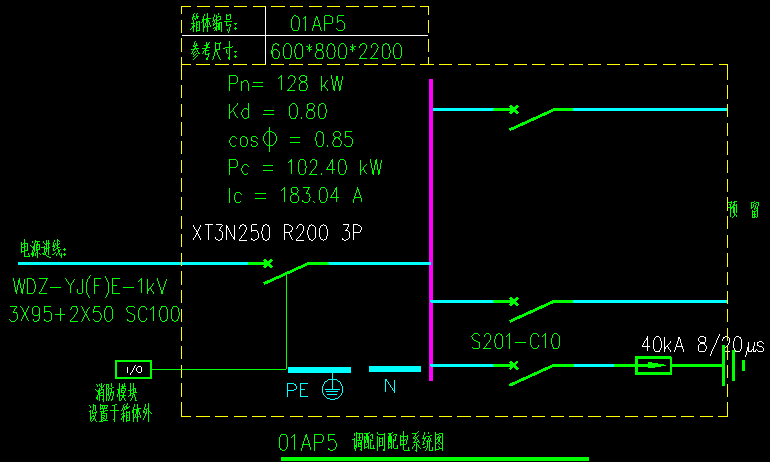 箱体编号: 01AP5
参考尺寸: 600*800*2200
Pn= 128 kW
Kd = 0.80
cosΦ = 0.85
Pc = 102.40 kW
Ic = 183.04 A
预 留
XT3N250 R200 3P
电源进线:
WDZ-YJ(F)E-1kV
3X95+2X50 SC100
S201-C10
40kA 8/20μs
I/O
PE
N
消防模块
设置于箱体外
01AP5 调配间配电系统图